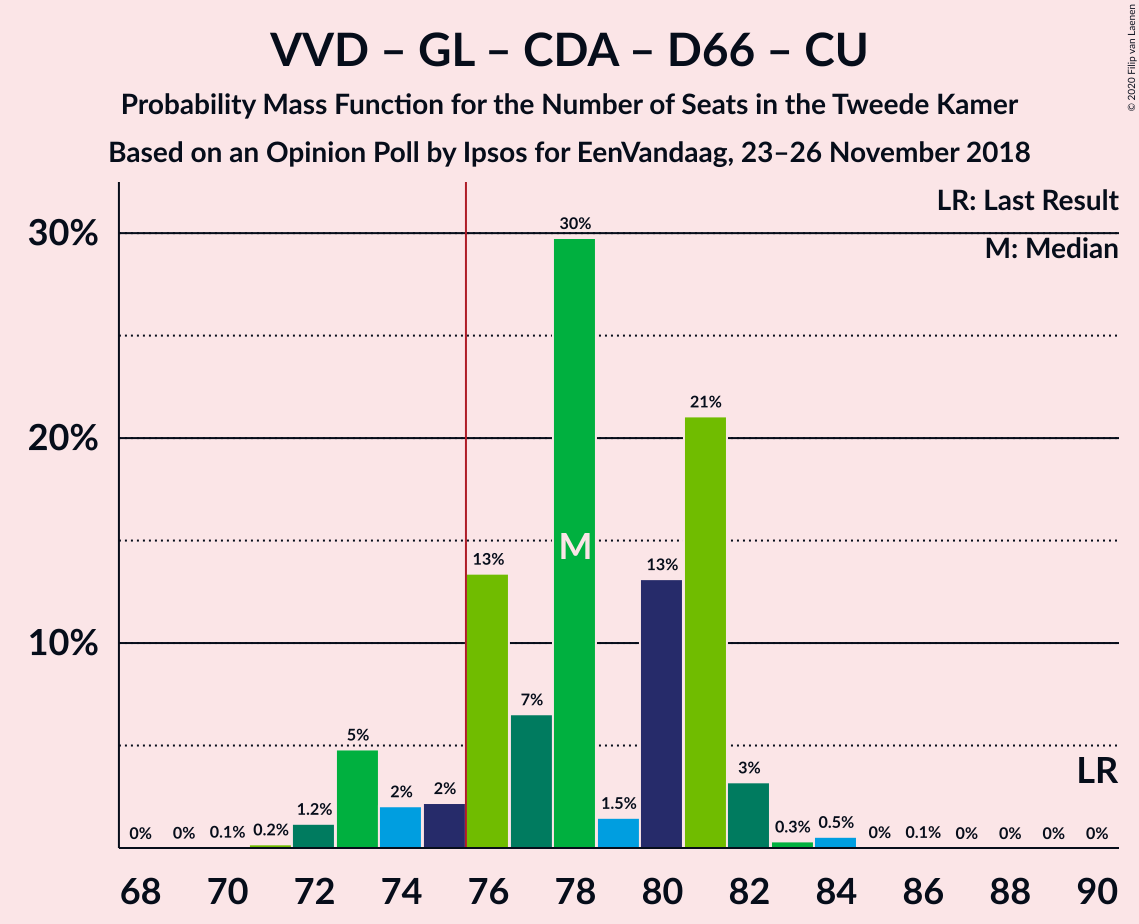 VVD – GL – CDA – D66 – CU
Probability Mass Function for the Number of Seats in the Tweede Kamer
Based on an Opinion Poll by Ipsos for EenVandaag, 23–26 November 2018
© 2020 Filip van Laenen
LR: Last Result
M: Median
30%
20%
10%
0% 0% 0.1% 0.2% 1.2% 5% 2% 2% 13% 7% 30% 1.5% 13% 21% 3% 0.3% 0.5% 0% 0.1% 0% 0% 0% 0%
M
LR
68 70 72 74 76 78 80 82 84 86 88 90